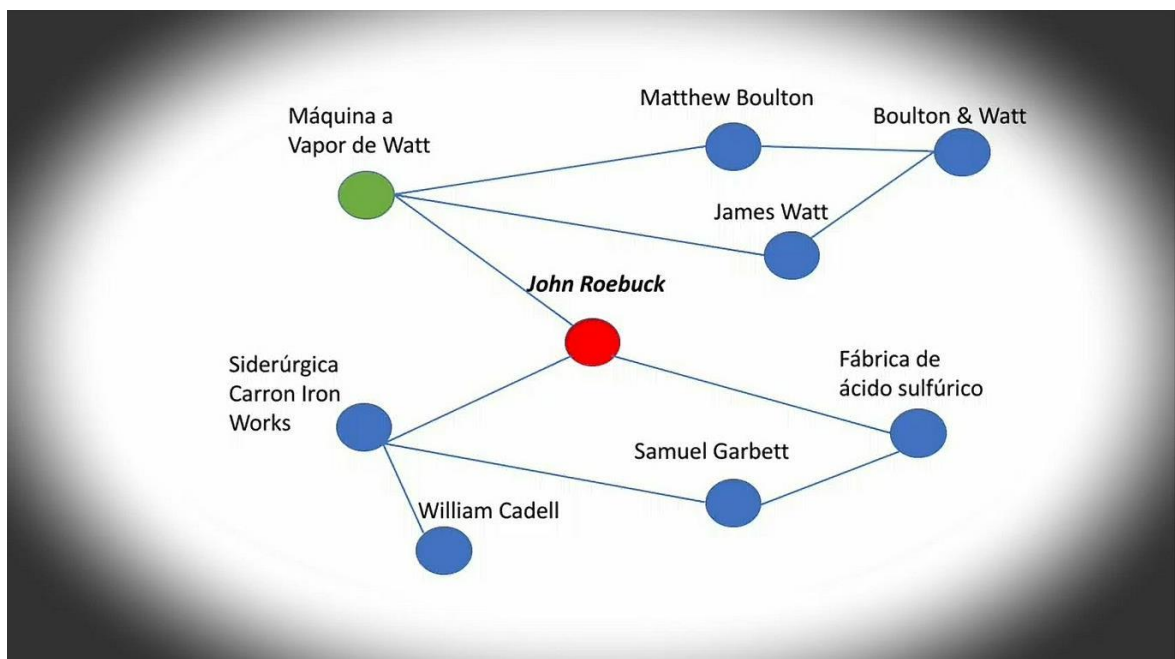 Matthew Boulton
Máquina a
Vapor de Watt
Boulton & Watt
James Watt
John Roebuck
Siderúrgica
Carron Iron
Works
Fábrica de
ácido sulfúrico
Samuel Garbett
William Cadell